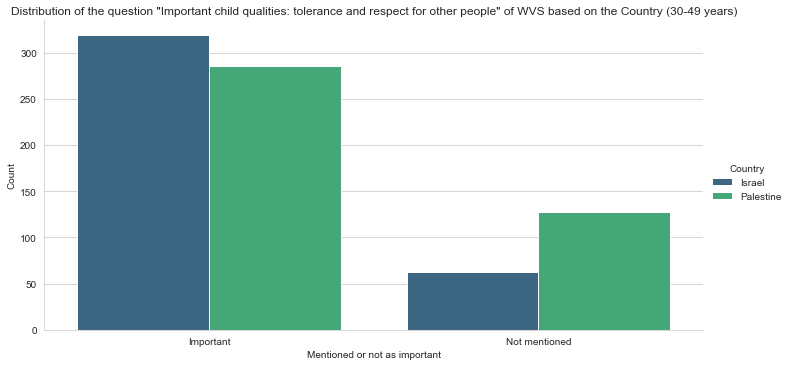 Distribution of the question "Important child qualities: tolerance and respect for other people" of WVS based on the Country (30-49 years)
300
250
200
150
100
50
0
Count
Important
Not mentioned
Mentioned or not as important
Country
Israel
Palestine